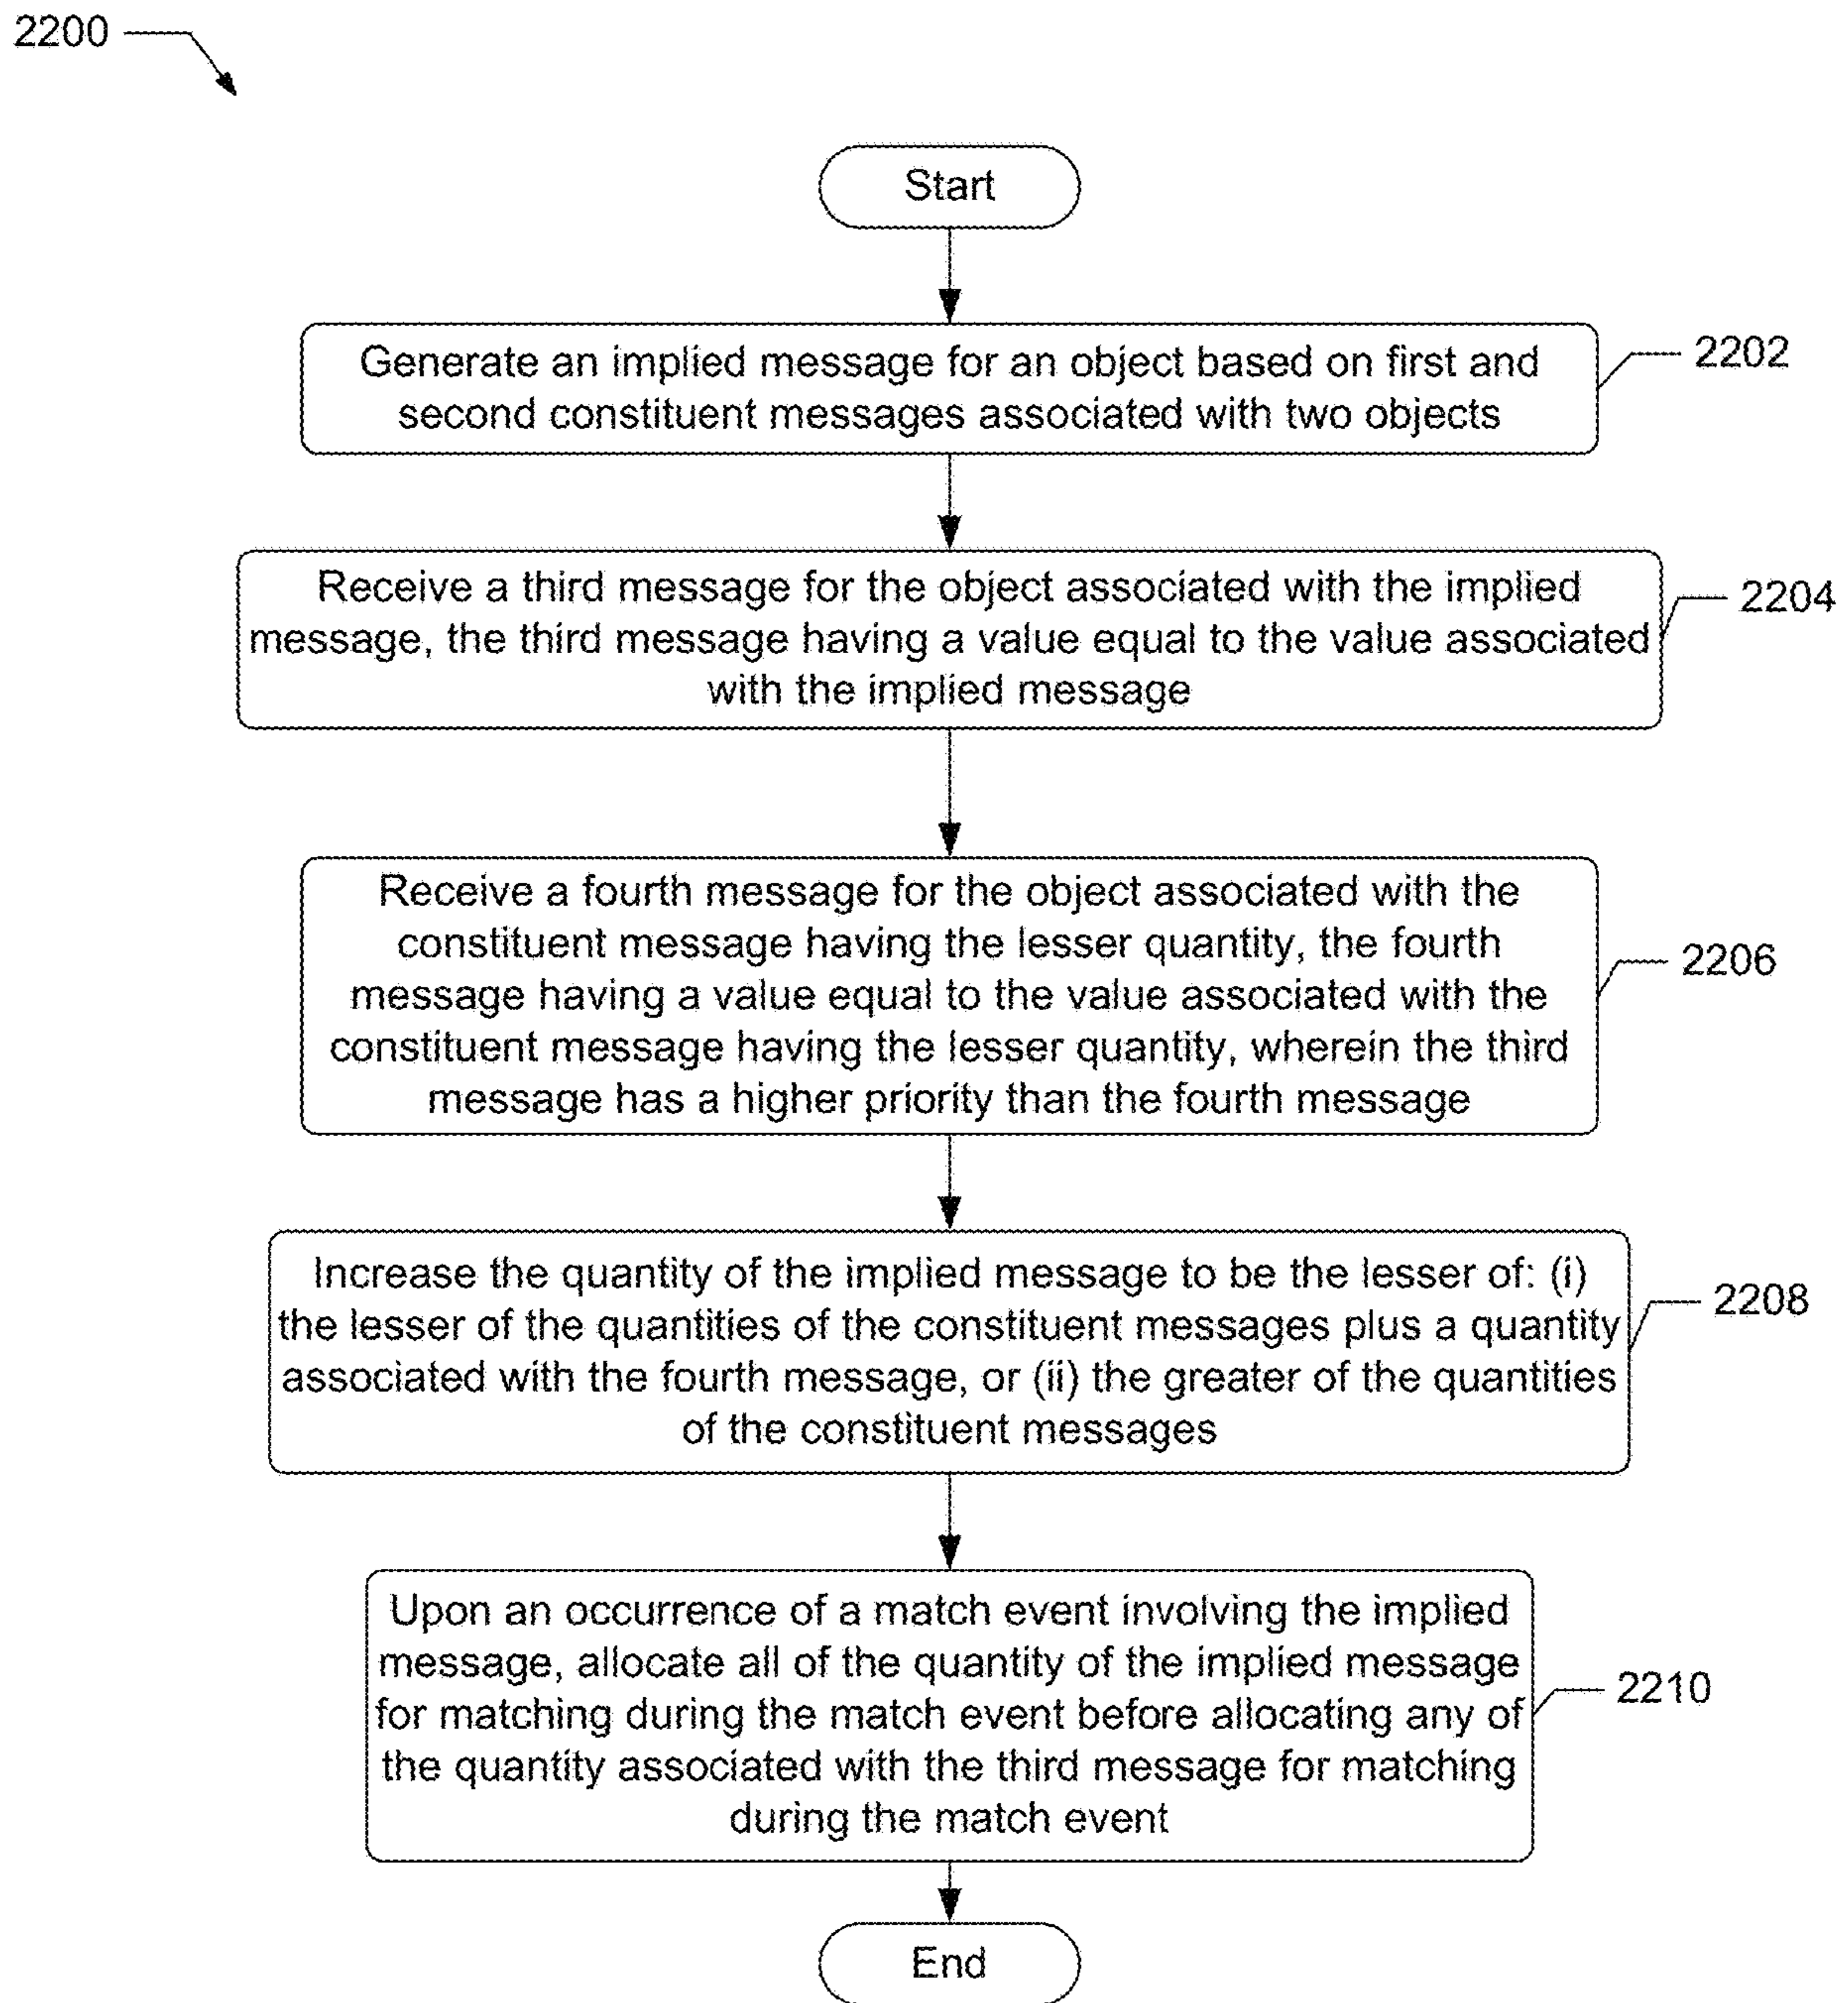 2200
Start
Generate an implied message for an object based on first and
second constituent messages associated with two objects
2202
Receive a third message for the object associated with the implied
message, the third message having a value equal to the value associated
with the implied message
2204
Receive a fourth message for the object associated with the
constituent message having the lesser quantity, the fourth
message having a value equal to the value associated with the
constituent message having the lesser quantity, wherein the third
message has a higher priority than the fourth message
2206
Increase the quantity of the implied message to be the lesser of: (i)
the lesser of the quantities of the constituent messages plus a quantity
associated with the fourth message, or (ii) the greater of the quantities
of the constituent messages
2208
Upon an occurrence of a match event involving the implied
message, allocate all of the quantity of the implied message
for matching during the match event before allocating any of
the quantity associated with the third message for matching
during the match event
2210
End